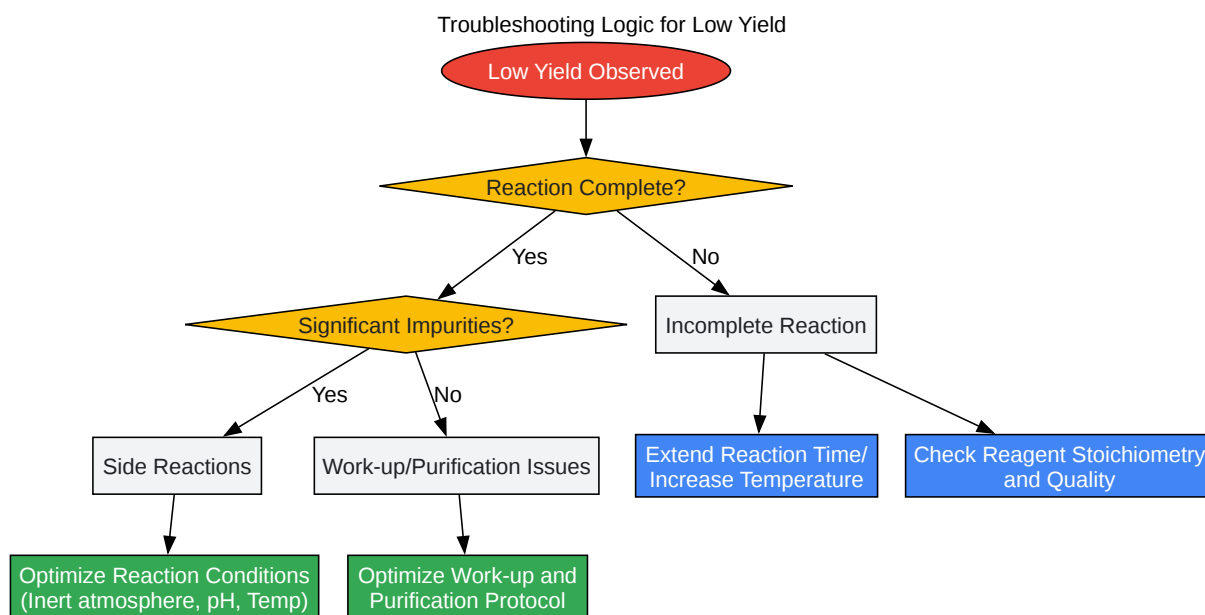 Troubleshooting Logic for Low Yield
Low Yield Observed
Reaction Complete?
Yes
No
Significant Impurities?
Incomplete Reaction
Yes
No
Side Reactions
Work-up/Purification Issues
Extend Reaction Time/
Increase Temperature
Check Reagent Stoichiometry
and Quality
Optimize Reaction Conditions
(Inert atmosphere, pH, Temp)
Optimize Work-up and
Purification Protocol